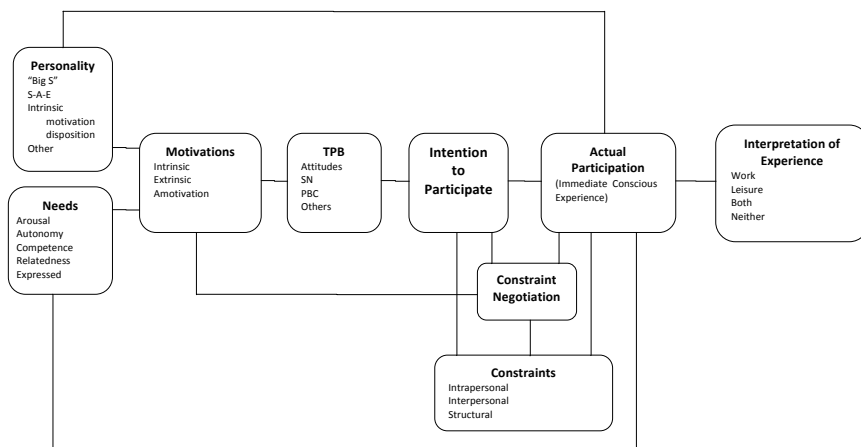 Personality
“Big S”
S-A-E
Intrinsic
motivation
disposition
Other
Needs
Arousal
Autonomy
Competence
Relatedness
Expressed
Motivations
Intrinsic
Extrinsic
Amotivation
TPB
Attitudes
SN
PBC
Others
Intention
to
Participate
Actual
Participation
(Immediate Conscious
Experience)
Interpretation of
Experience
Work
Leisure
Both
Neither
Constraint
Negotiation
Constraints
Intrapersonal
Interpersonal
Structural